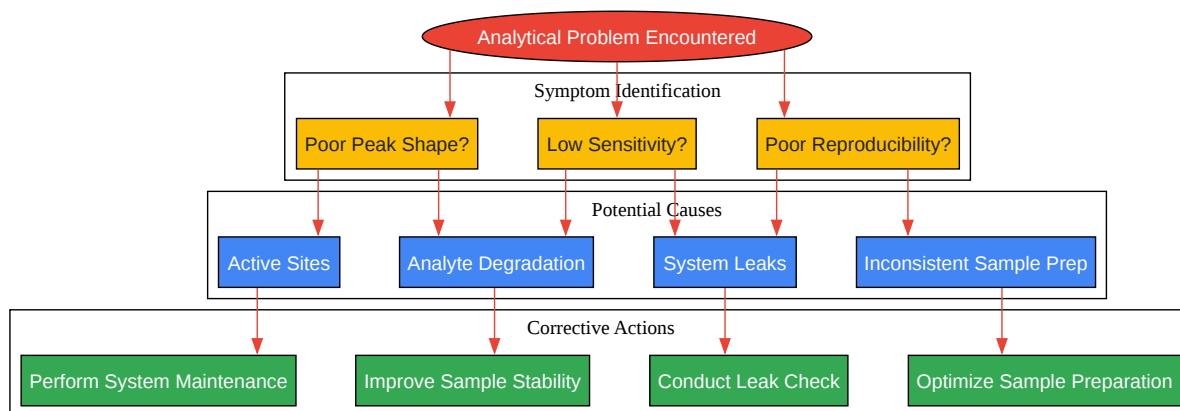 Analytical Problem Encountered
Symptom Identification
Poor Peak Shape?
Low Sensitivity?
Poor Reproducibility?
Potential Causes
Active Sites
Analyte Degradation
System Leaks
Inconsistent Sample Prep
Corrective Actions
Perform System Maintenance
Improve Sample Stability
Conduct Leak Check
Optimize Sample Preparation